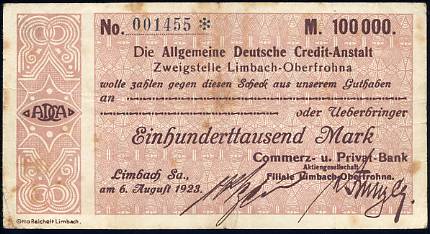 No. 001455 * M. 100000.
Die Allgemeine Deutsche Credit-Anstalt
Zweigstelle Limbach-Oberfrohna
wolle zahlen gegen diesen Scheck aus unserem Guthaben
an
oder Ueberbringer
Einhunderttausend Mark
Commerz- u. Privat-Bank
Aktiengesellschaft
Limbach Sa., Filiale Limbach-Oberfrohna.
am 6. August 1923.
ADCA
Otto Reichelt Limbach.